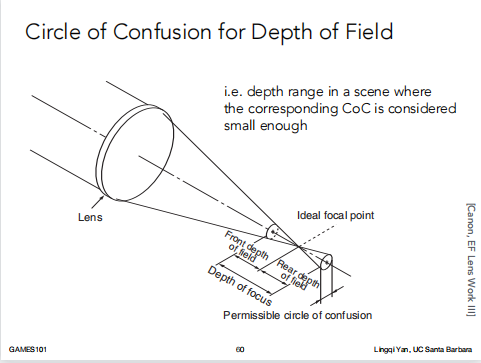 Circle of Confusion for Depth of Field
i.e. depth range in a scene where
the corresponding CoC is considered
small enough
Lens
Ideal focal point
Front depth
of field
Rear depth
of field
Depth of focus
Permissible circle of confusion
[Canon, EF Lens Work III]
GAMES101
60
Lingqi Yan, UC Santa Barbara